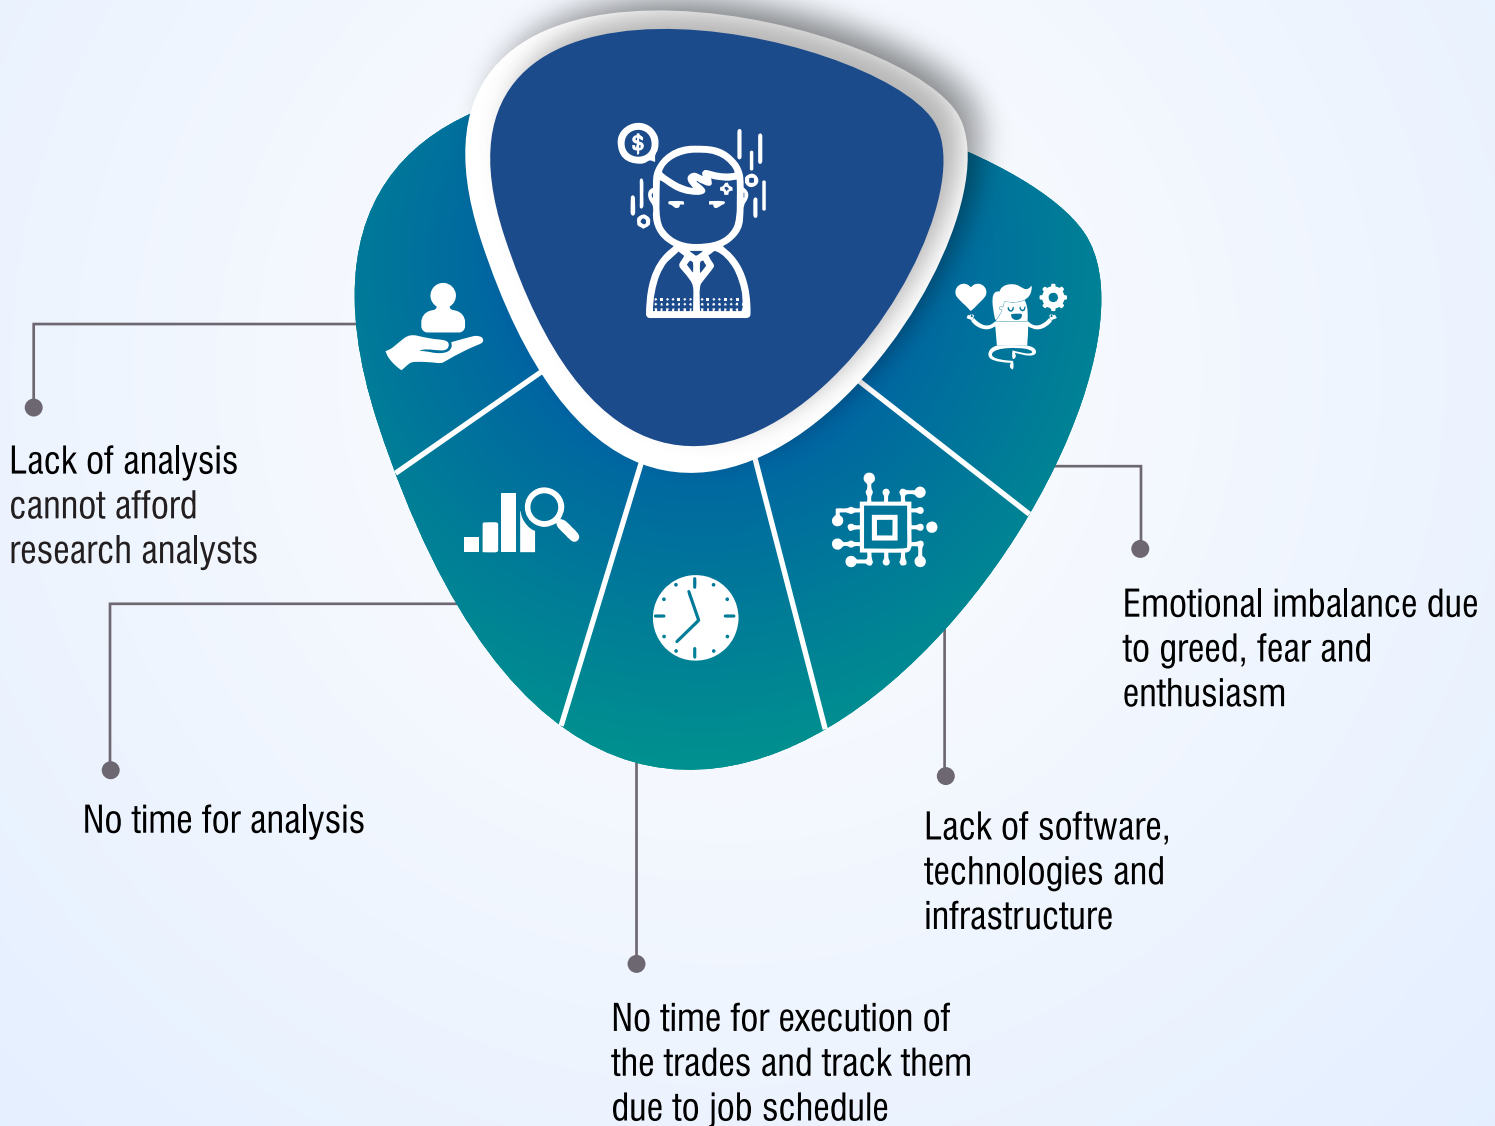 $
Lack of analysis
cannot afford
research analysts
No time for analysis
No time for execution of
the trades and track them
due to job schedule
Lack of software,
technologies and
infrastructure
Emotional imbalance due
to greed, fear and
enthusiasm